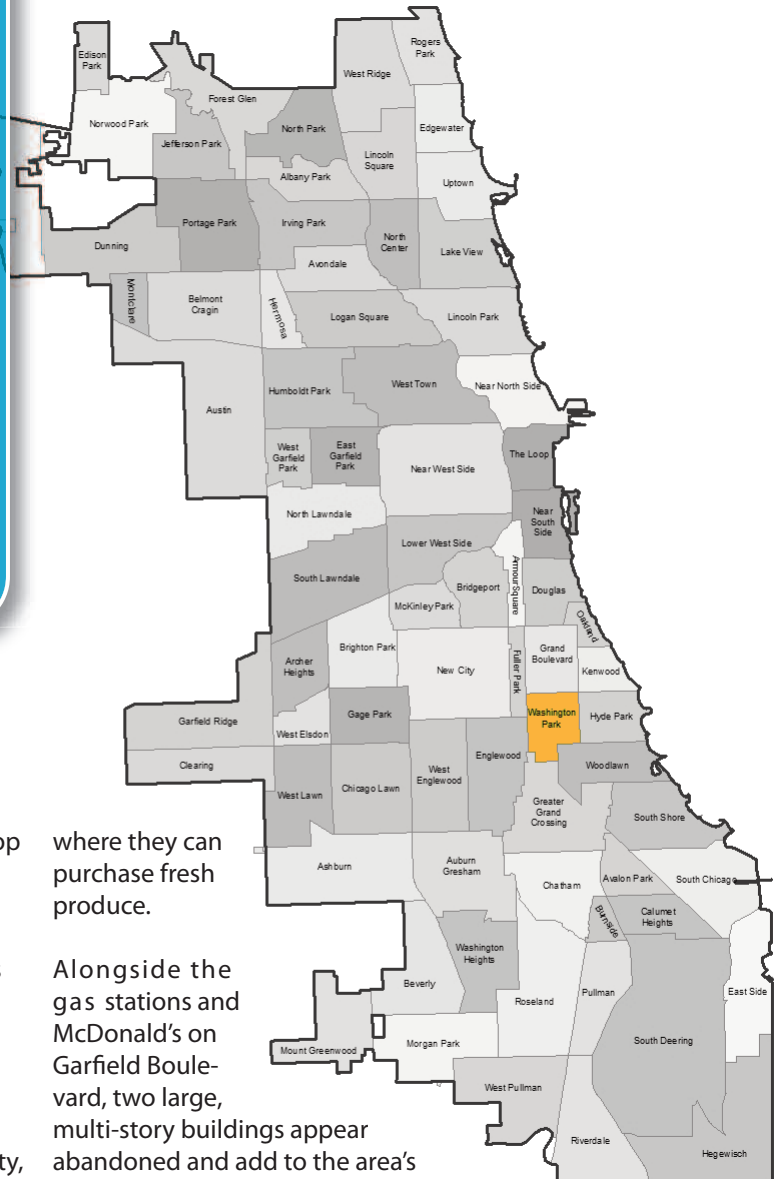 Rogers
Park
Edison
Park
West Ridge
Forest Glen
Norwood Park
North Park
Edgewater
Jefferson Park
Lincoln
Square
Albany Park
Uptown
Portage Park
Irving Park
North
Center
Dunning
Lake View
Avondale
Montclare
Belmont
Cragin
Hermosa
Logan Square
Lincoln Park
Humboldt Park
West Town
Near North Side
Austin
West
Garfield
Park
East
Garfield
Park
Near West Side
The Loop
North Lawndale
Near
South
Side
Lower West Side
South Lawndale
Bridgeport
ArmourSquare
Douglas
McKinley Park
Oakland
Brighton Park
Grand
Boulevard
Archer
Heights
New City
Fuller Park
Kenwood
Garfield Ridge
Gage Park
Washington
Park
Hyde Park
West Elsdon
Clearing
West
Englewood
Englewood
Woodlawn
West Lawn
Chicago Lawn
Greater
Grand
Crossing
South Shore
Ashburn
Auburn
Gresham
Chatham
Avalon Park
South Chicago
Burnside
Calumet
Heights
Washington
Heights
Beverly
Roseland
Pullman
East Side
Mount Greenwood
Morgan Park
South Deering
West Pullman
Riverdale
Hegewisch
where they can
purchase fresh
produce.
Alongside the
gas stations and
McDonald's on
Garfield Boule-
vard, two large,
multi-story buildings appear
abandoned and add to the area's